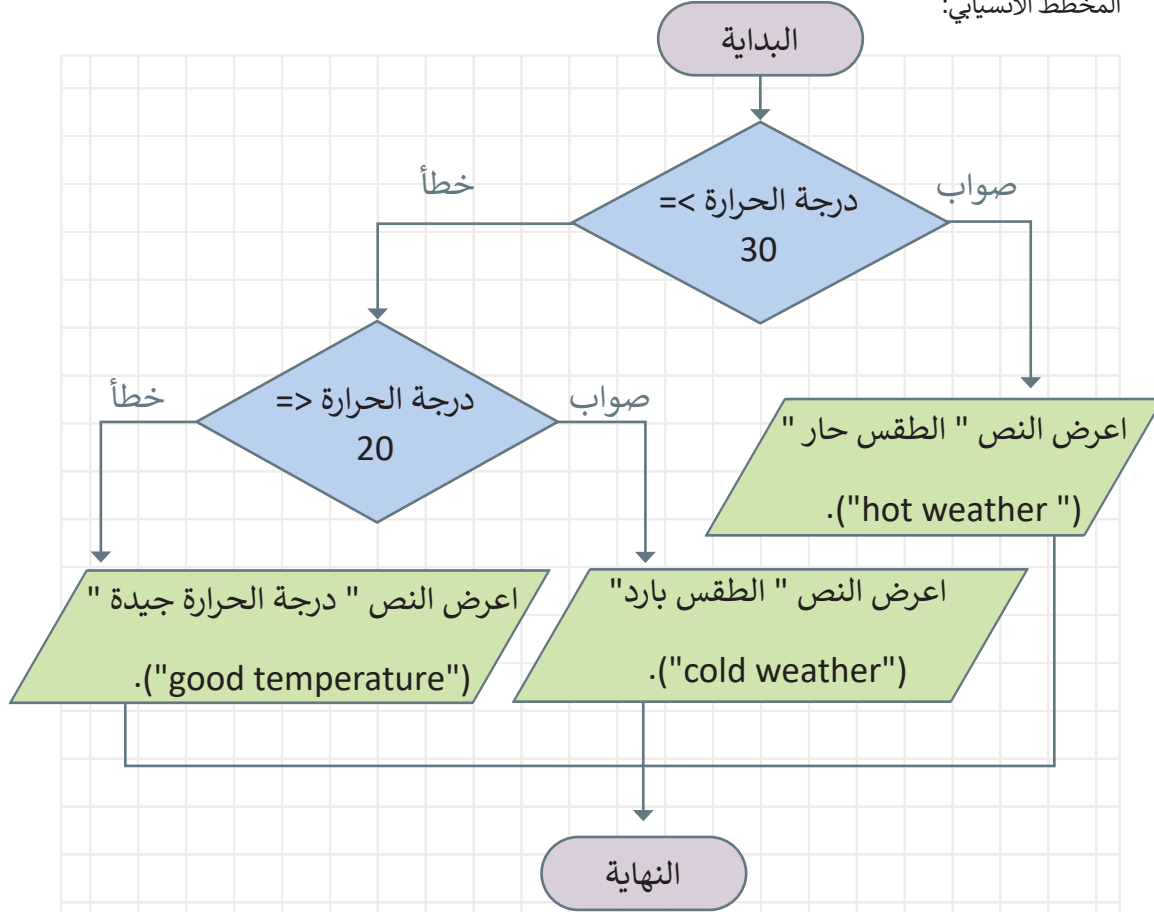 المخطط الانسيابي:
البداية
صواب
خطأ
درجة الحرارة >=
30
صواب
خطأ
درجة الحرارة <=
20
اعرض النص " الطقس حار "
("hot weather ").
اعرض النص " الطقس بارد"
("cold weather").
اعرض النص " درجة الحرارة جيدة "
("good temperature").
النهاية